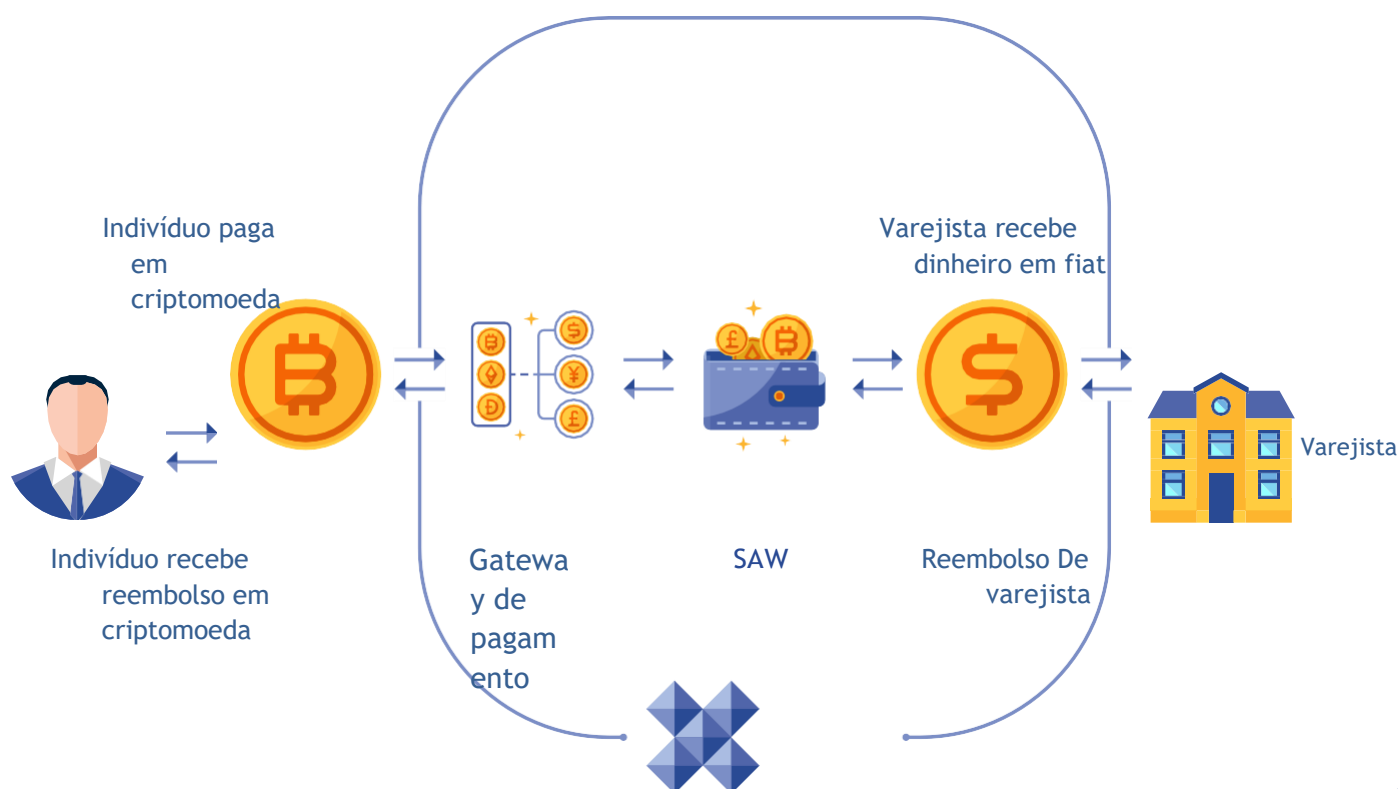 Indivíduo paga
em
criptomoeda
Varejista recebe
dinheiro em fiat
Varejista
Indivíduo recebe
reembolso em
criptomoeda
Gatewa
y de
pagam
ento
SAW
Reembolso De
varejista